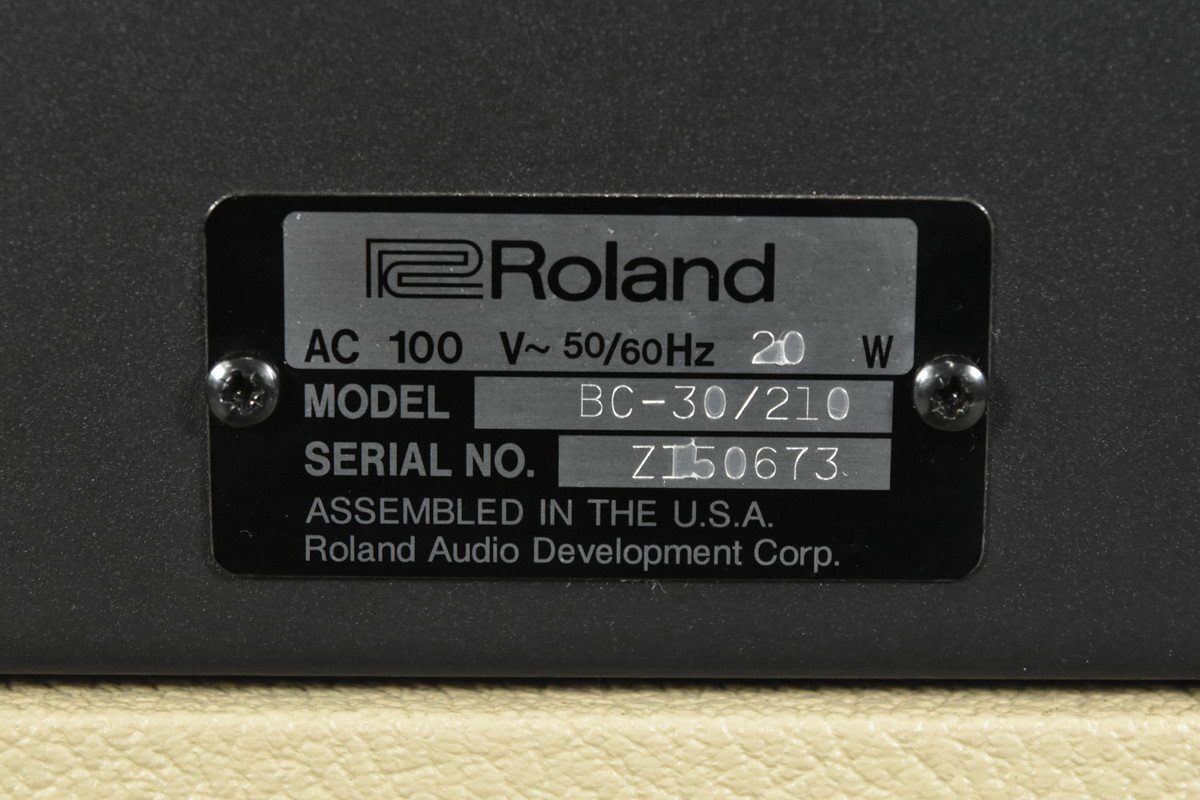 Roland
AC 100 V~ 50/60Hz 20 W
MODEL BC-30/210
SERIAL NO. Z150673
ASSEMBLED IN THE U.S.A.
Roland Audio Development Corp.